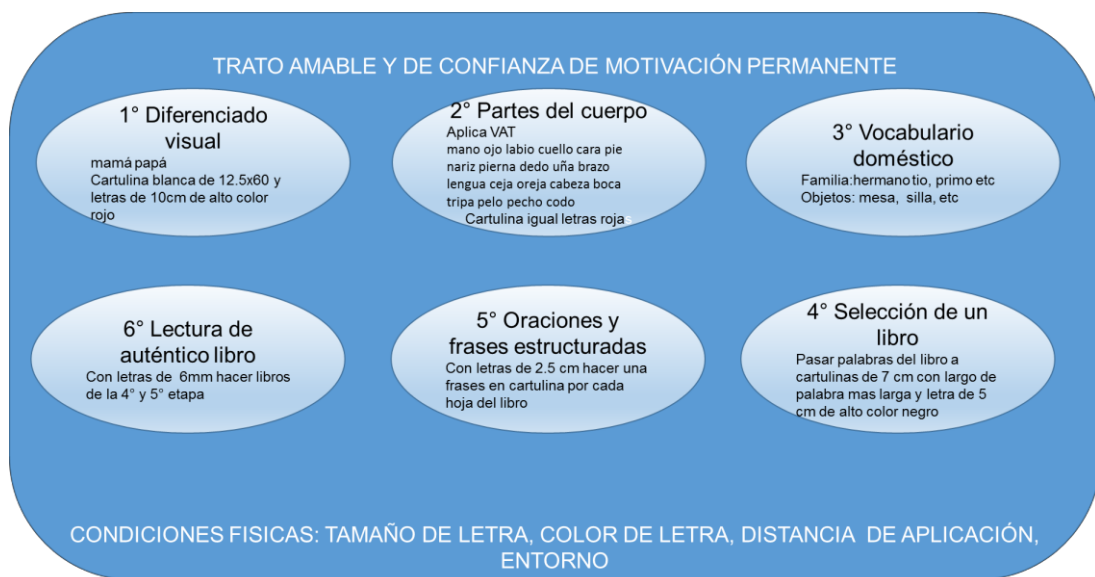 TRATO AMABLE Y DE CONFIANZA DE MOTIVACIÓN PERMANENTE
1° Diferenciado
visual
mamá papá
Cartulina blanca de 12.5x60 y
letras de 10cm de alto color
rojo
2° Partes del cuerpo
Aplica VAT
mano ojo labio cuello cara pie
nariz pierna dedo uña brazo
lengua ceja oreja cabeza boca
tripa pelo pecho codo
Cartulina igual letras rojas
3° Vocabulario
doméstico
Familia:hermano tio, primo etc
Objetos: mesa, silla, etc
6° Lectura de
auténtico libro
Con letras de 6mm hacer libros
de la 4° y 5° etapa
5° Oraciones y
frases estructuradas
Con letras de 2.5 cm hacer una
frases en cartulina por cada
hoja del libro
4° Selección de un
libro
Pasar palabras del libro a
cartulinas de 7 cm con largo de
palabra mas larga y letra de 5
cm de alto color negro
CONDICIONES FISICAS: TAMAÑO DE LETRA, COLOR DE LETRA, DISTANCIA DE APLICACIÓN,
ENTORNO